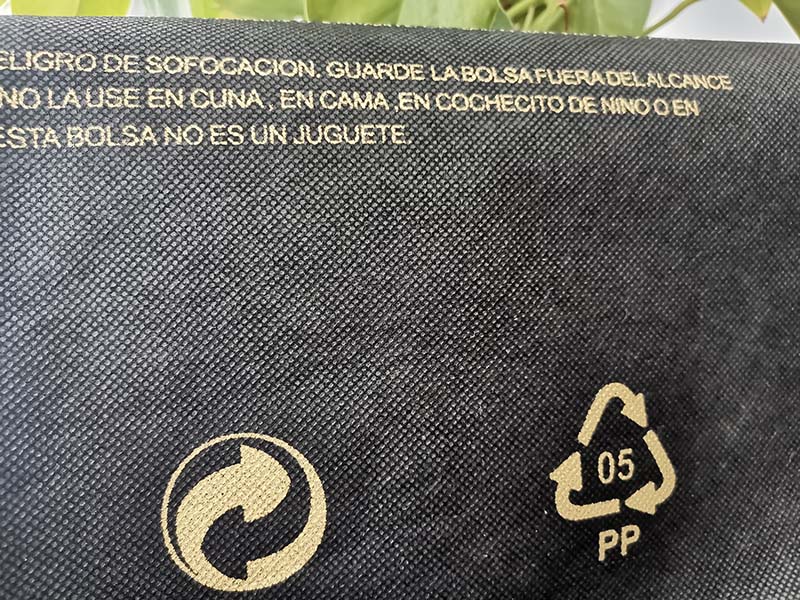 ELIGRO DE SOFOCACION. GUARDE LA BOLSA FUERA DEL ALCANCE
NO LA USE EN CUNA, EN CAMA ,EN COCHECITO DE NINO O EN
ESTA BOLSA NO ES UN JUGUETE.
05
PP